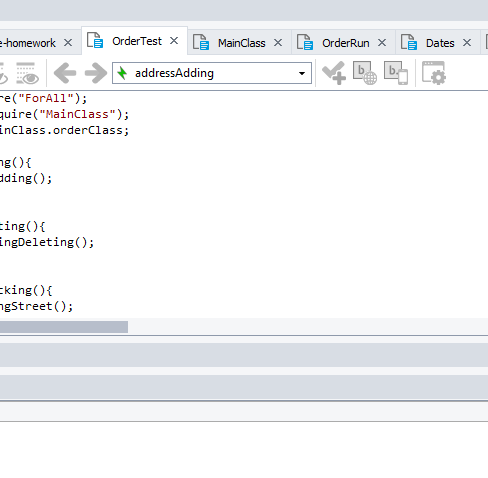 e-homework OrderTest MainClass OrderRun Dates
addressAdding
re("ForAll");
quire("MainClass");
inClass.orderClass;
ng(){
dding();
ting(){
ingDeleting();
cking(){
ngStreet();